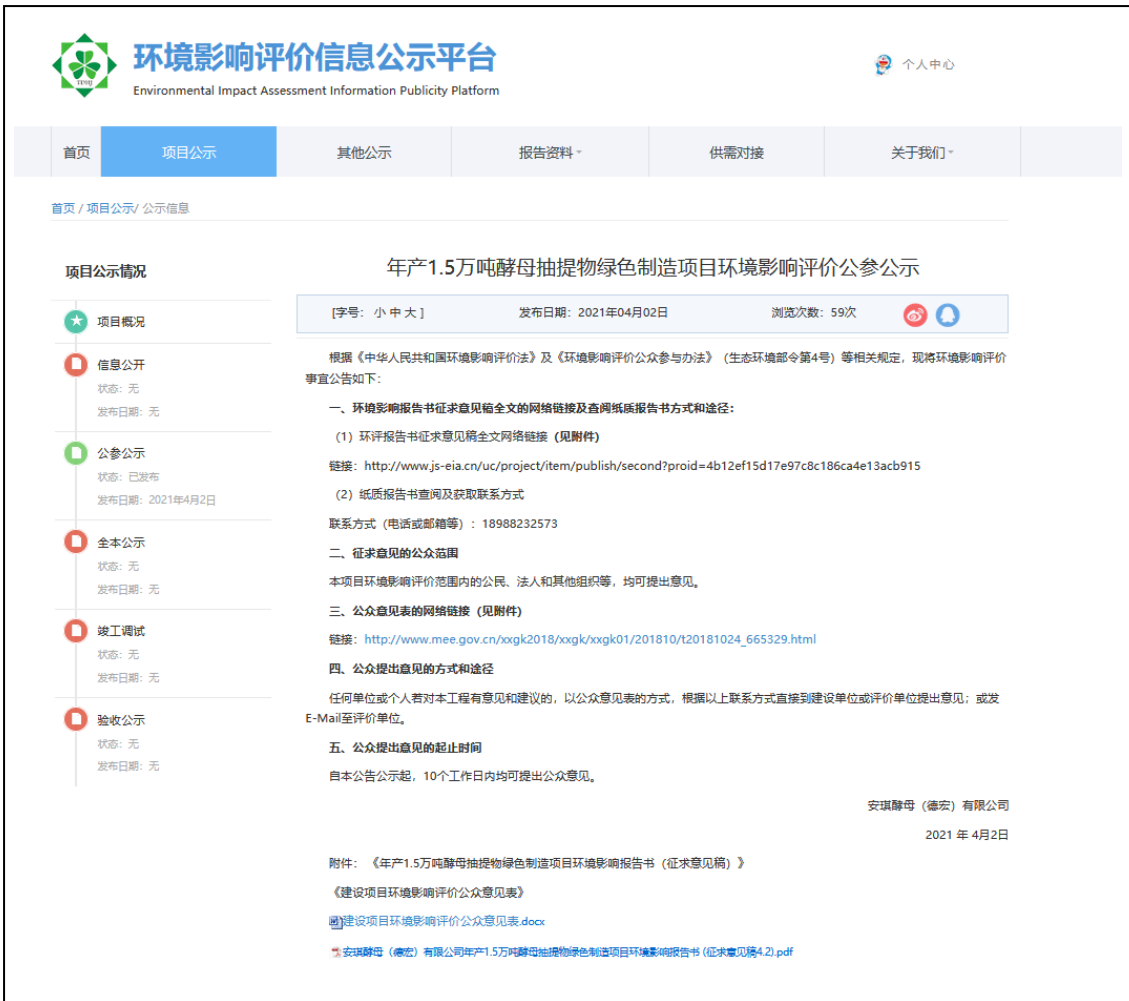 环境影响评价信息公示平台
Environmental Impact Assessment Information Publicity Platform
个人中心
首页
项目公示
其他公示
报告资料
供需对接
关于我们
首页 / 项目公示/ 公示信息
项目公示情况
项目概况
信息公开
状态：无
发布日期：无
公参公示
状态：已发布
发布日期：2021年4月2日
全本公示
状态：无
发布日期：无
竣工调试
状态：无
发布日期：无
验收公示
状态：无
发布日期：无
年产1.5万吨酵母抽提物绿色制造项目环境影响评价公参公示
[字号： 小 中 大 ]
发布日期：2021年04月02日
浏览次数：59次
根据《中华人民共和国环境影响评价法》及《环境影响评价公众参与办法》（生态环境部令第4号）等相关规定，现将环境影响评价
事宜公告如下：
一、环境影响报告书征求意见稿全文的网络链接及查阅纸质报告书方式和途径：
（1）环评报告书征求意见稿全文网络链接（见附件）
链接：http://www.js-eia.cn/uc/project/item/publish/second?proid=4b12ef15d17e97c8c186ca4e13acb915
（2）纸质报告书查阅及获取联系方式
联系方式（电话或邮箱等）：18988232573
二、征求意见的公众范围
本项目环境影响评价范围内的公民、法人和其他组织等，均可提出意见。
三、公众意见表的网络链接（见附件）
链接：http://www.mee.gov.cn/xxgk2018/xxgk/xxgk01/201810/t20181024_665329.html
四、公众提出意见的方式和途径
任何单位或个人若对本工程有意见和建议的，以公众意见表的方式，根据以上联系方式直接到建设单位或评价单位提出意见；或发
E-Mail至评价单位。
五、公众提出意见的起止时间
自本公告公示起，10个工作日内均可提出公众意见。
安琪酵母（德宏）有限公司
2021 年 4月2日
附件： 《年产1.5万吨酵母抽提物绿色制造项目环境影响报告书（征求意见稿）》
《建设项目环境影响评价公众意见表》
建设项目环境影响评价公众意见表.docx
安琪酵母（德宏）有限公司年产1.5万吨酵母抽提物绿色制造项目环境影响报告书 (征求意见稿4.2).pdf